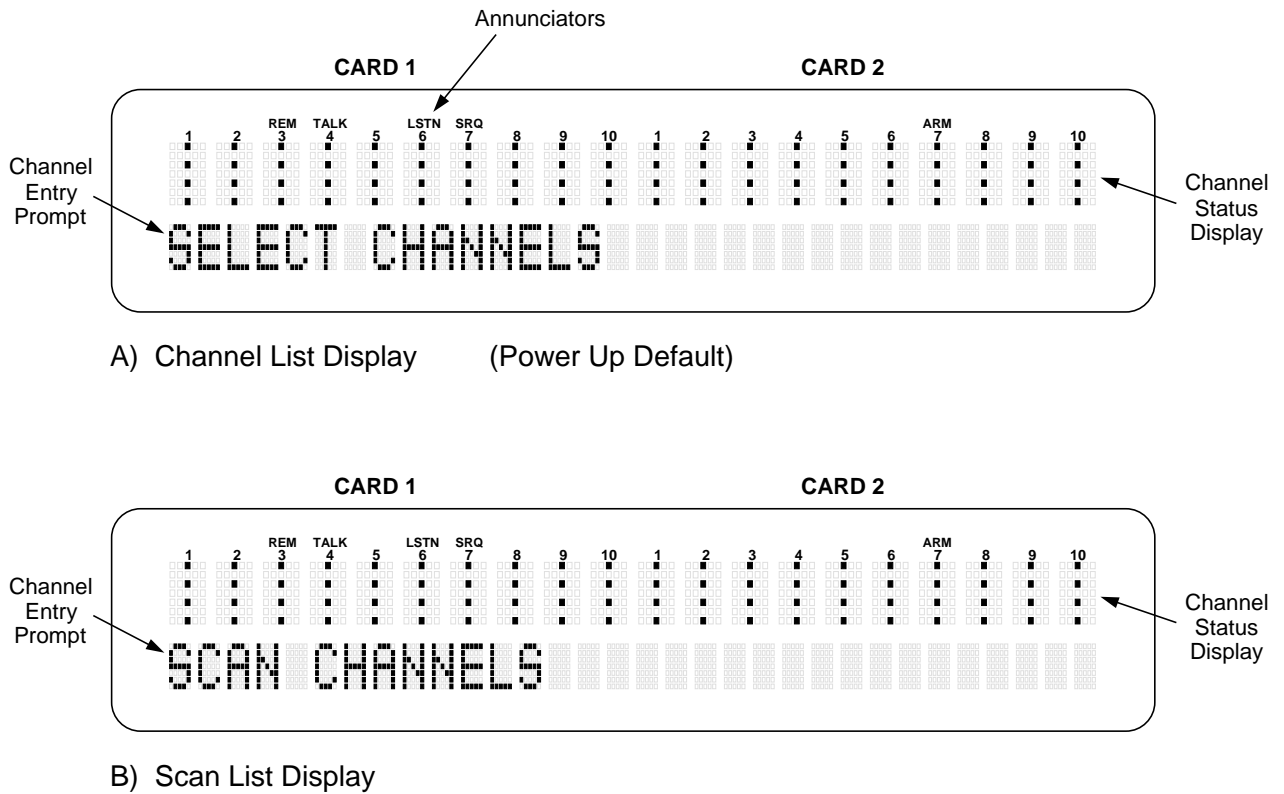 Annunciators
CARD 1 CARD 2
REM TALK LSTN SRQ ARM
1 2 3 4 5 6 7 8 9 10 1 2 3 4 5 6 7 8 9 10
Channel
Entry
Prompt
Channel
Status
Display
SELECT CHANNELS
A) Channel List Display (Power Up Default)
CARD 1 CARD 2
REM TALK LSTN SRQ ARM
1 2 3 4 5 6 7 8 9 10 1 2 3 4 5 6 7 8 9 10
Channel
Entry
Prompt
Channel
Status
Display
SCAN CHANNELS
B) Scan List Display